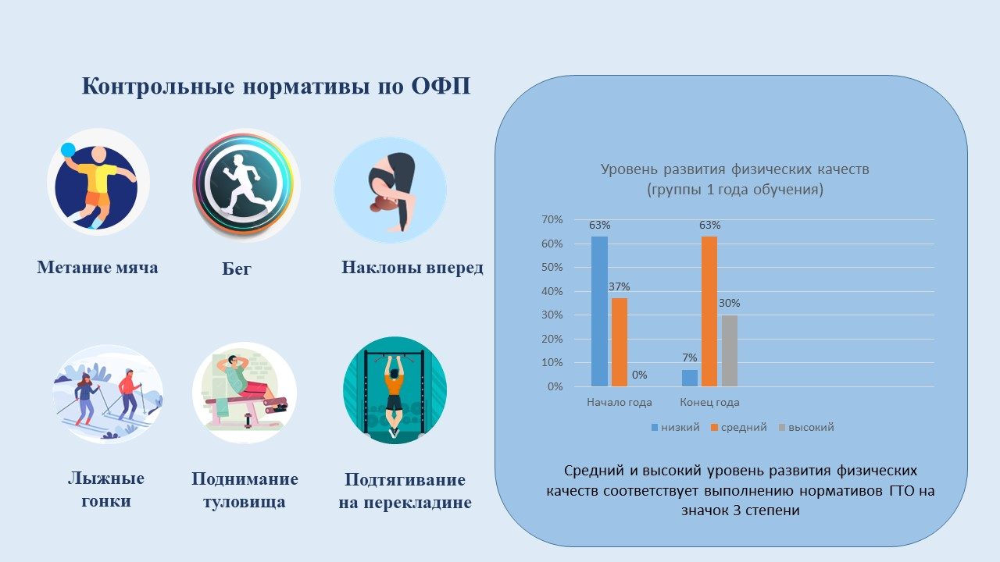 Контрольные нормативы по ОФП
Метание мяча
Бег
Наклоны вперед
Лыжные
гонки
Поднимание
туловища
Подтягивание
на перекладине
Уровень развития физических качеств
(группы 1 года обучения)
70%
60%
50%
40%
30%
20%
10%
0%
63%
37%
0%
7%
63%
30%
Начало года
Конец года
низкий
средний
высокий
Средний и высокий уровень развития физических
качеств соответствует выполнению нормативов ГТО на
значок 3 степени